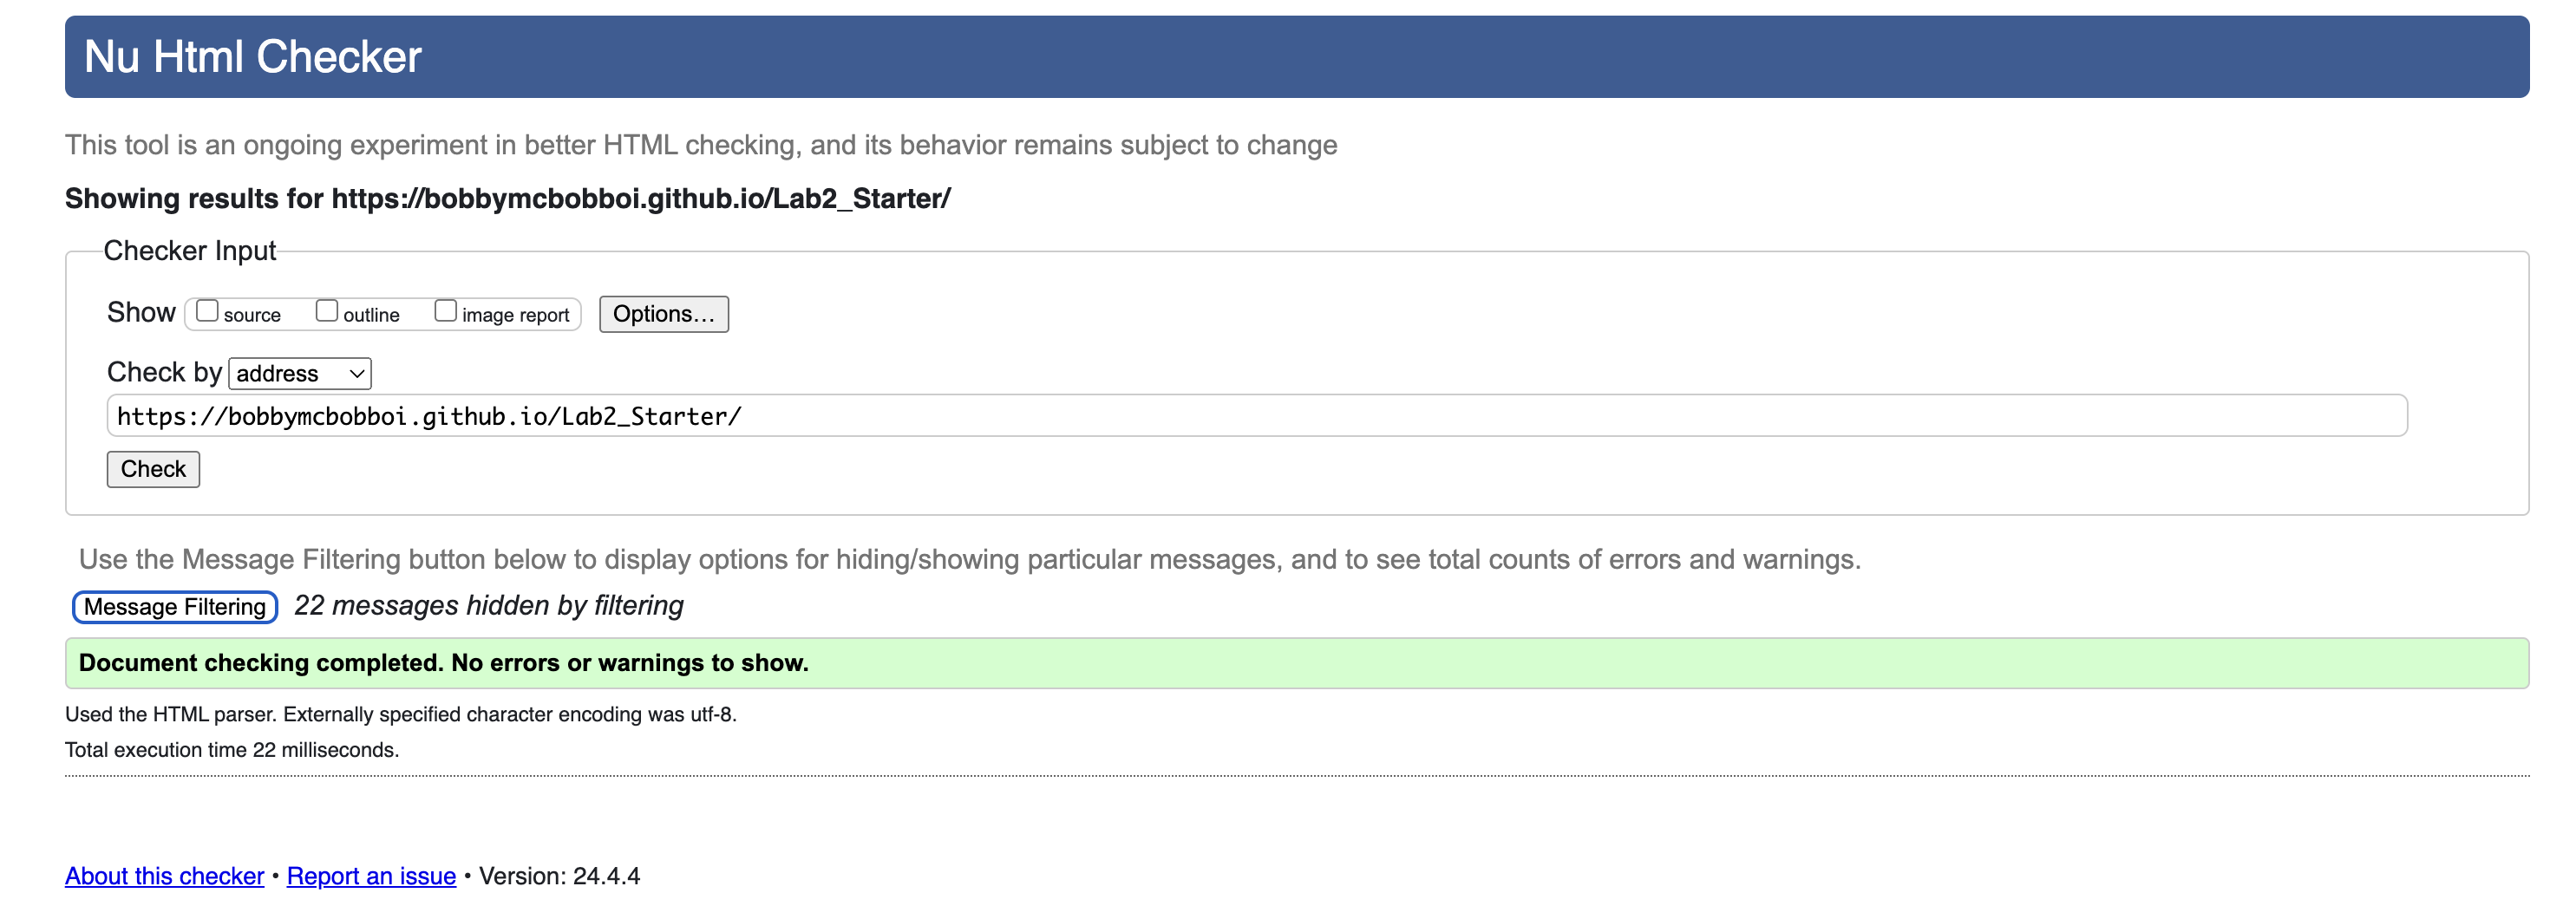 Nu Html Checker
This tool is an ongoing experiment in better HTML checking, and its behavior remains subject to change
Showing results for https://bobbymcbobboi.github.io/Lab2_Starter/
Checker Input
Show source outline image report Options...
Check by address
https://bobbymcbobboi.github.io/Lab2_Starter/
Check
Use the Message Filtering button below to display options for hiding/showing particular messages, and to see total counts of errors and warnings.
Message Filtering 22 messages hidden by filtering
Document checking completed. No errors or warnings to show.
Used the HTML parser. Externally specified character encoding was utf-8.
Total execution time 22 milliseconds.
About this checker • Report an issue • Version: 24.4.4